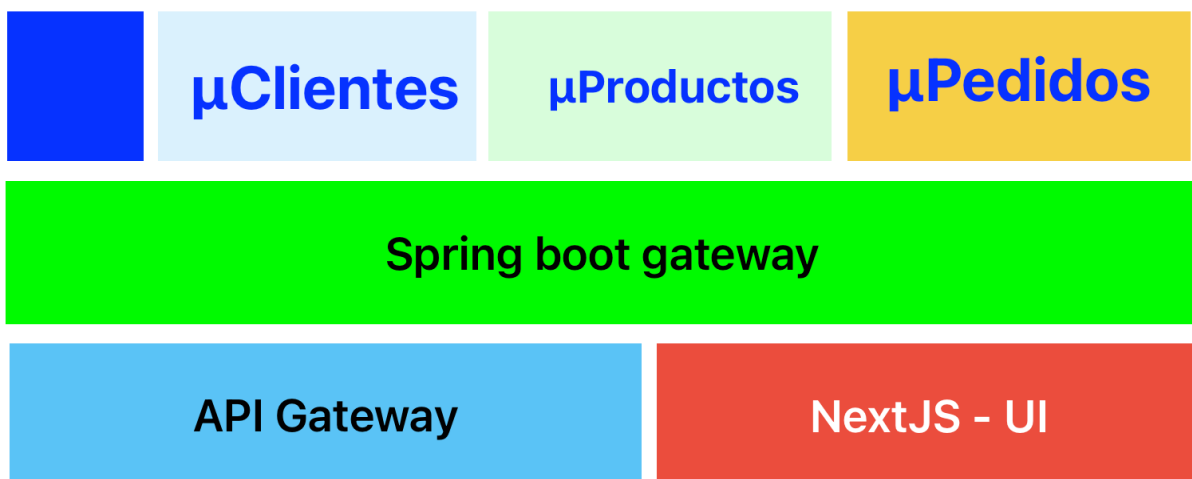 µClientes
µProductos
µPedidos
Spring boot gateway
API Gateway
NextJS - UI